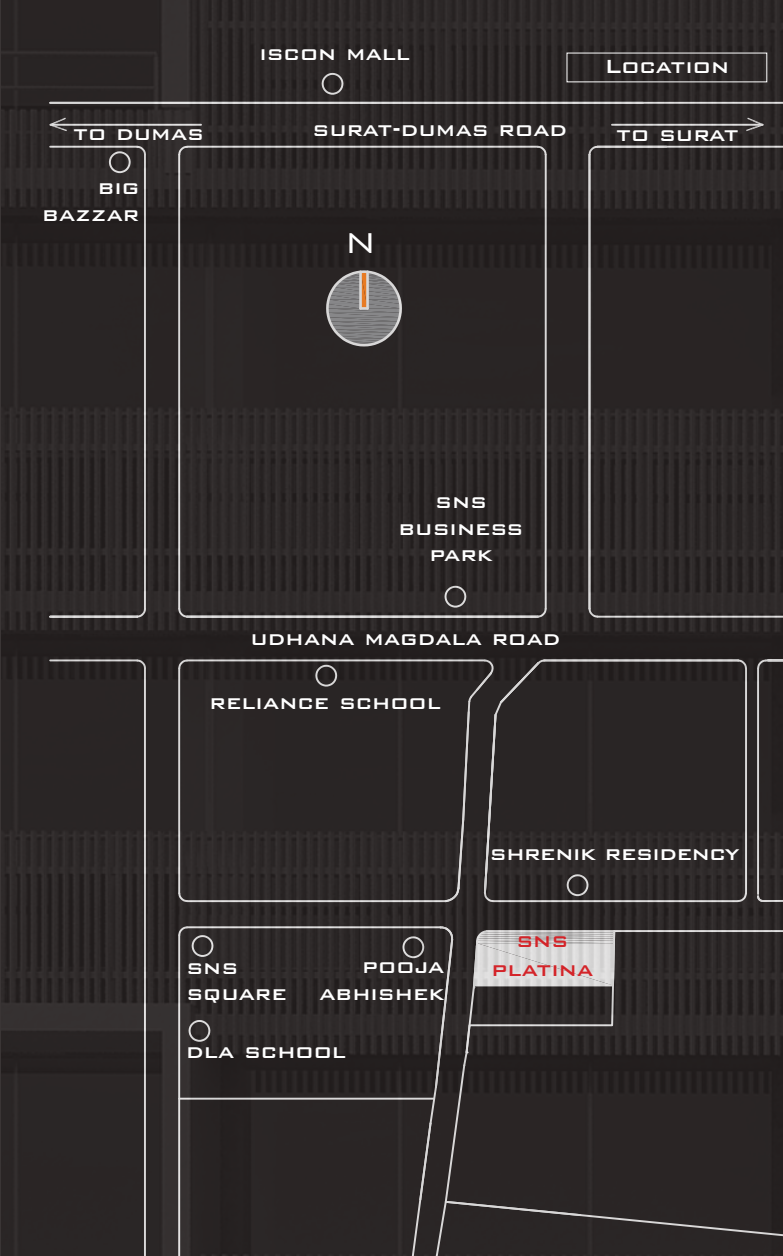 ISCON MALL
LOCATION
TO DUMAS
SURAT-DUMAS ROAD
TO SURAT
BIG
BAZZAR
N
SNS
BUSINESS
PARK
UDHANA MAGDALA ROAD
RELIANCE SCHOOL
SHRENIK RESIDENCY
SNS
PLATINA
SNS
SQUARE
POOJA
ABHISHEK
DLA SCHOOL